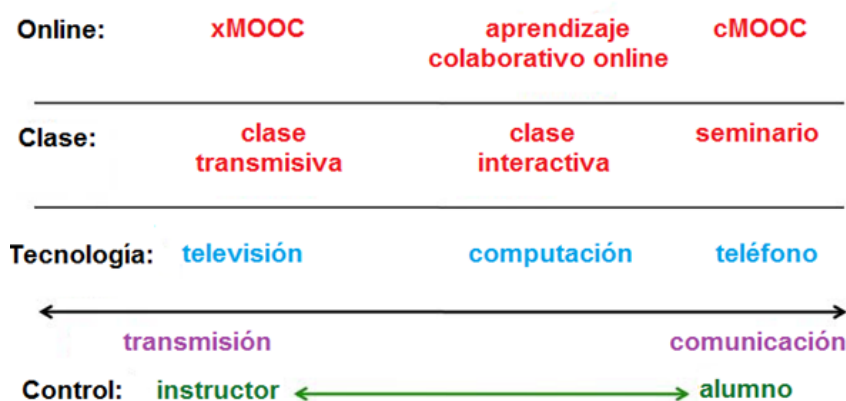 Online: xMOOC aprendizaje cMOOC
colaborativo online
Clase: clase clase seminario
transmisiva interactiva
Tecnología: televisión computación teléfono
transmisión comunicación
Control: instructor alumno